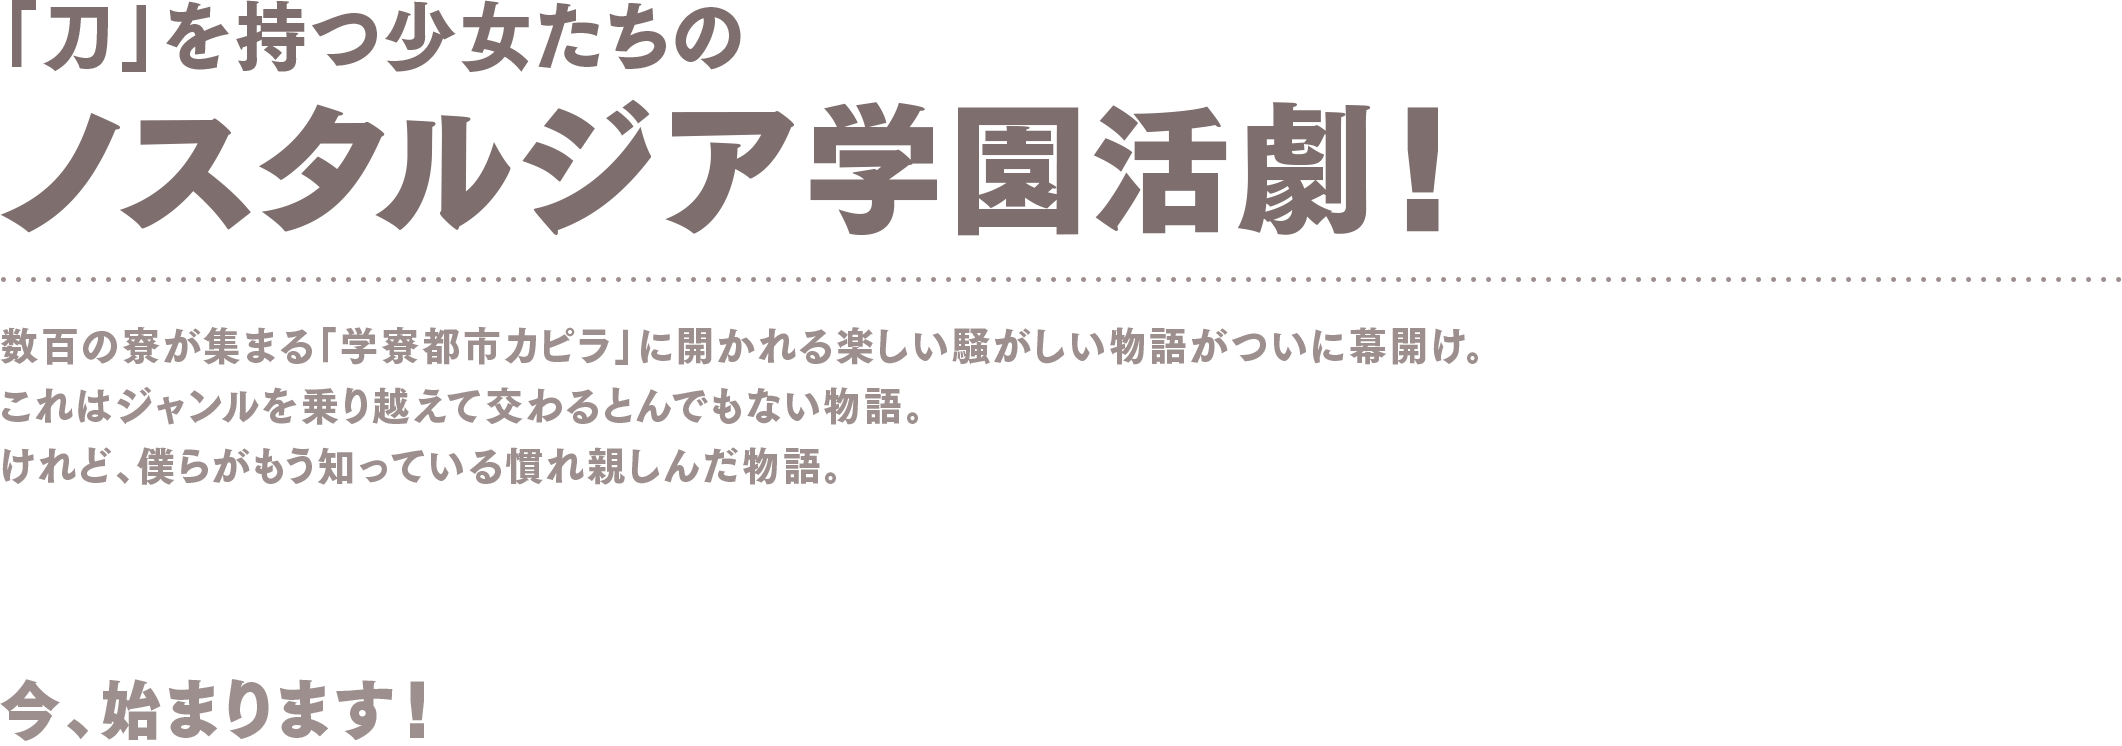 「刀」を持つ少女たちの
ノスタルジア学園活劇！
数百の寮が集まる「学寮都市カピラ」に開かれる楽しい騒がしい物語がついに幕開け。
これはジャンルを乗り越えて交わるとんでもない物語。
けれど、僕らがもう知っている慣れ親しんだ物語。
今、始まります！